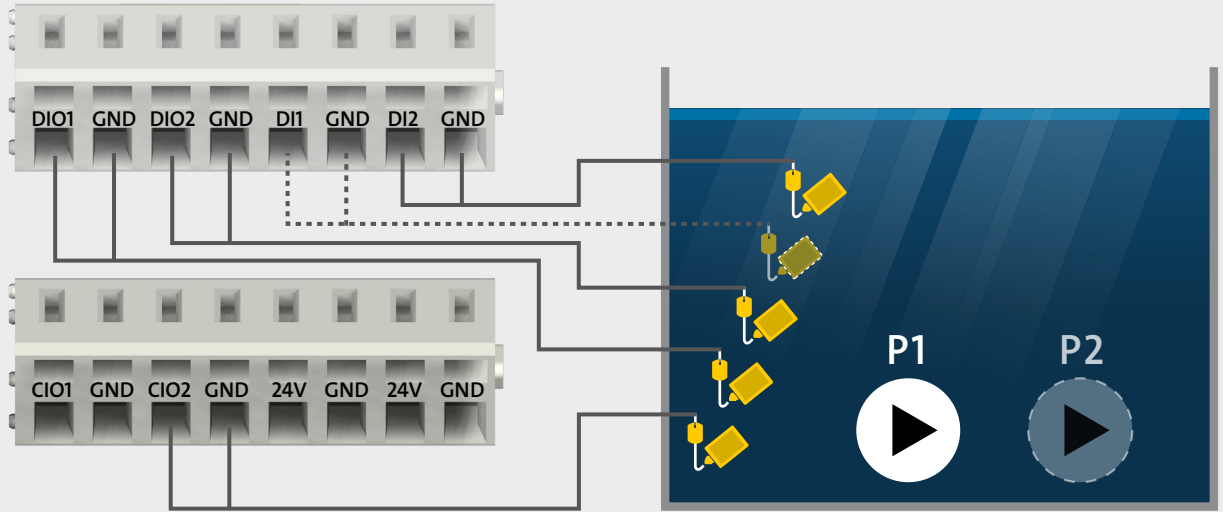 DIO1 GND DIO2 GND DI1 GND DI2 GND
CIO1 GND CIO2 GND 24V GND 24V GND
P1 P2